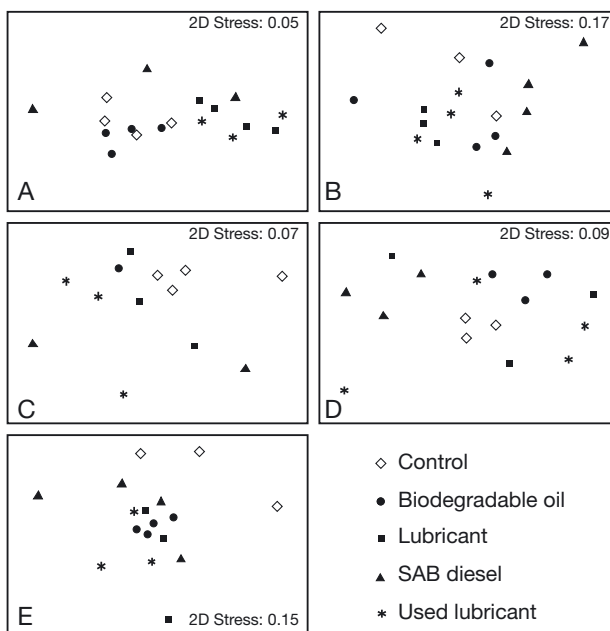 2D Stress: 0.05
A
2D Stress: 0.17
B
2D Stress: 0.07
C
2D Stress: 0.09
D
E
2D Stress: 0.15
Control
Biodegradable oil
Lubricant
SAB diesel
Used lubricant